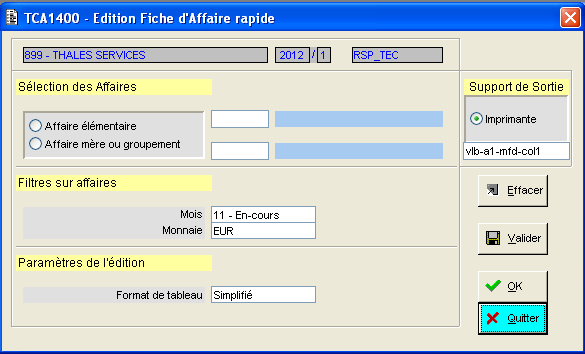 TCA1400 - Edition Fiche d'Affaire rapide
899 - THALES SERVICES 2012 / 1 RSP_TEC
Sélection des Affaires
Support de Sortie
Affaire élémentaire
Affaire mère ou groupement
Imprimante
vlb-a1-mfd-col1
Filtres sur affaires
Mois 11 - En-cours
Monnaie EUR
Effacer
Valider
Paramètres de l'édition
Format de tableau Simplifié
OK
Quitter